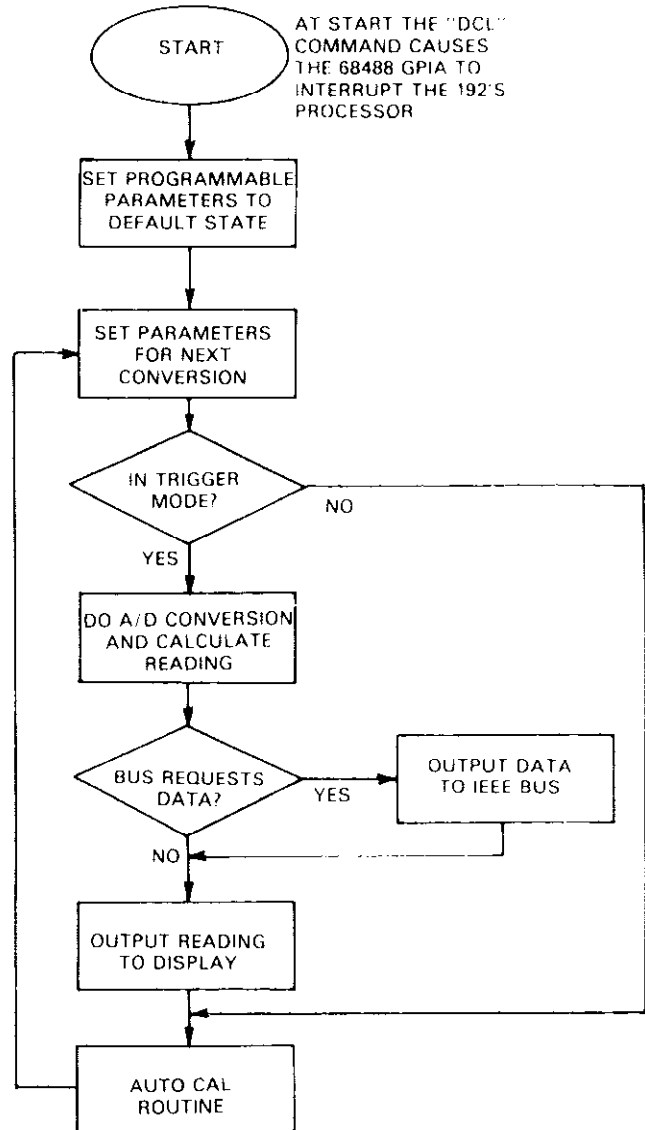 START
AT START THE "DCL"
COMMAND CAUSES
THE 68488 GPIA TO
INTERRUPT THE 192'S
PROCESSOR
SET PROGRAMMABLE
PARAMETERS TO
DEFAULT STATE
SET PARAMETERS
FOR NEXT
CONVERSION
IN TRIGGER
MODE?
NO
YES
DO A/D CONVERSION
AND CALCULATE
READING
BUS REQUESTS
DATA?
YES
OUTPUT DATA
TO IEEE BUS
NO
OUTPUT READING
TO DISPLAY
AUTO CAL
ROUTINE